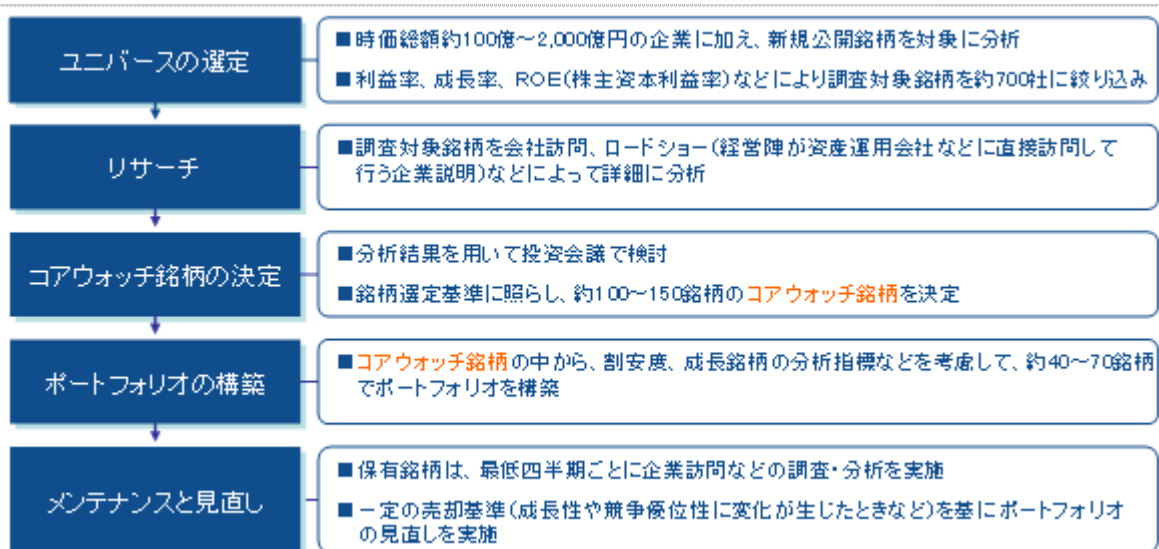 ユニバースの選定
■時価総額約100億～2,000億円の企業に加え、新規公開銘柄を対象に分析
■利益率、成長率、ROE(株主資本利益率)などにより調査対象銘柄を約700社に絞り込み
リサーチ
■調査対象銘柄を会社訪問、ロードショー(経営陣が資産運用会社などに直接訪問して
行う企業説明)などによって詳細に分析
コアウォッチ銘柄の決定
■分析結果を用いて投資会議で検討
■銘柄選定基準に照らし、約100～150銘柄のコアウォッチ銘柄を決定
ポートフォリオの構築
■コアウォッチ銘柄の中から、割安度、成長銘柄の分析指標などを考慮して、約40～70銘柄
でポートフォリオを構築
メンテナンスと見直し
■保有銘柄は、最低四半期ごとに企業訪問などの調査・分析を実施
■一定の売却基準(成長性や競争優位性に変化が生じたときなど)を基にポートフォリオ
の見直しを実施